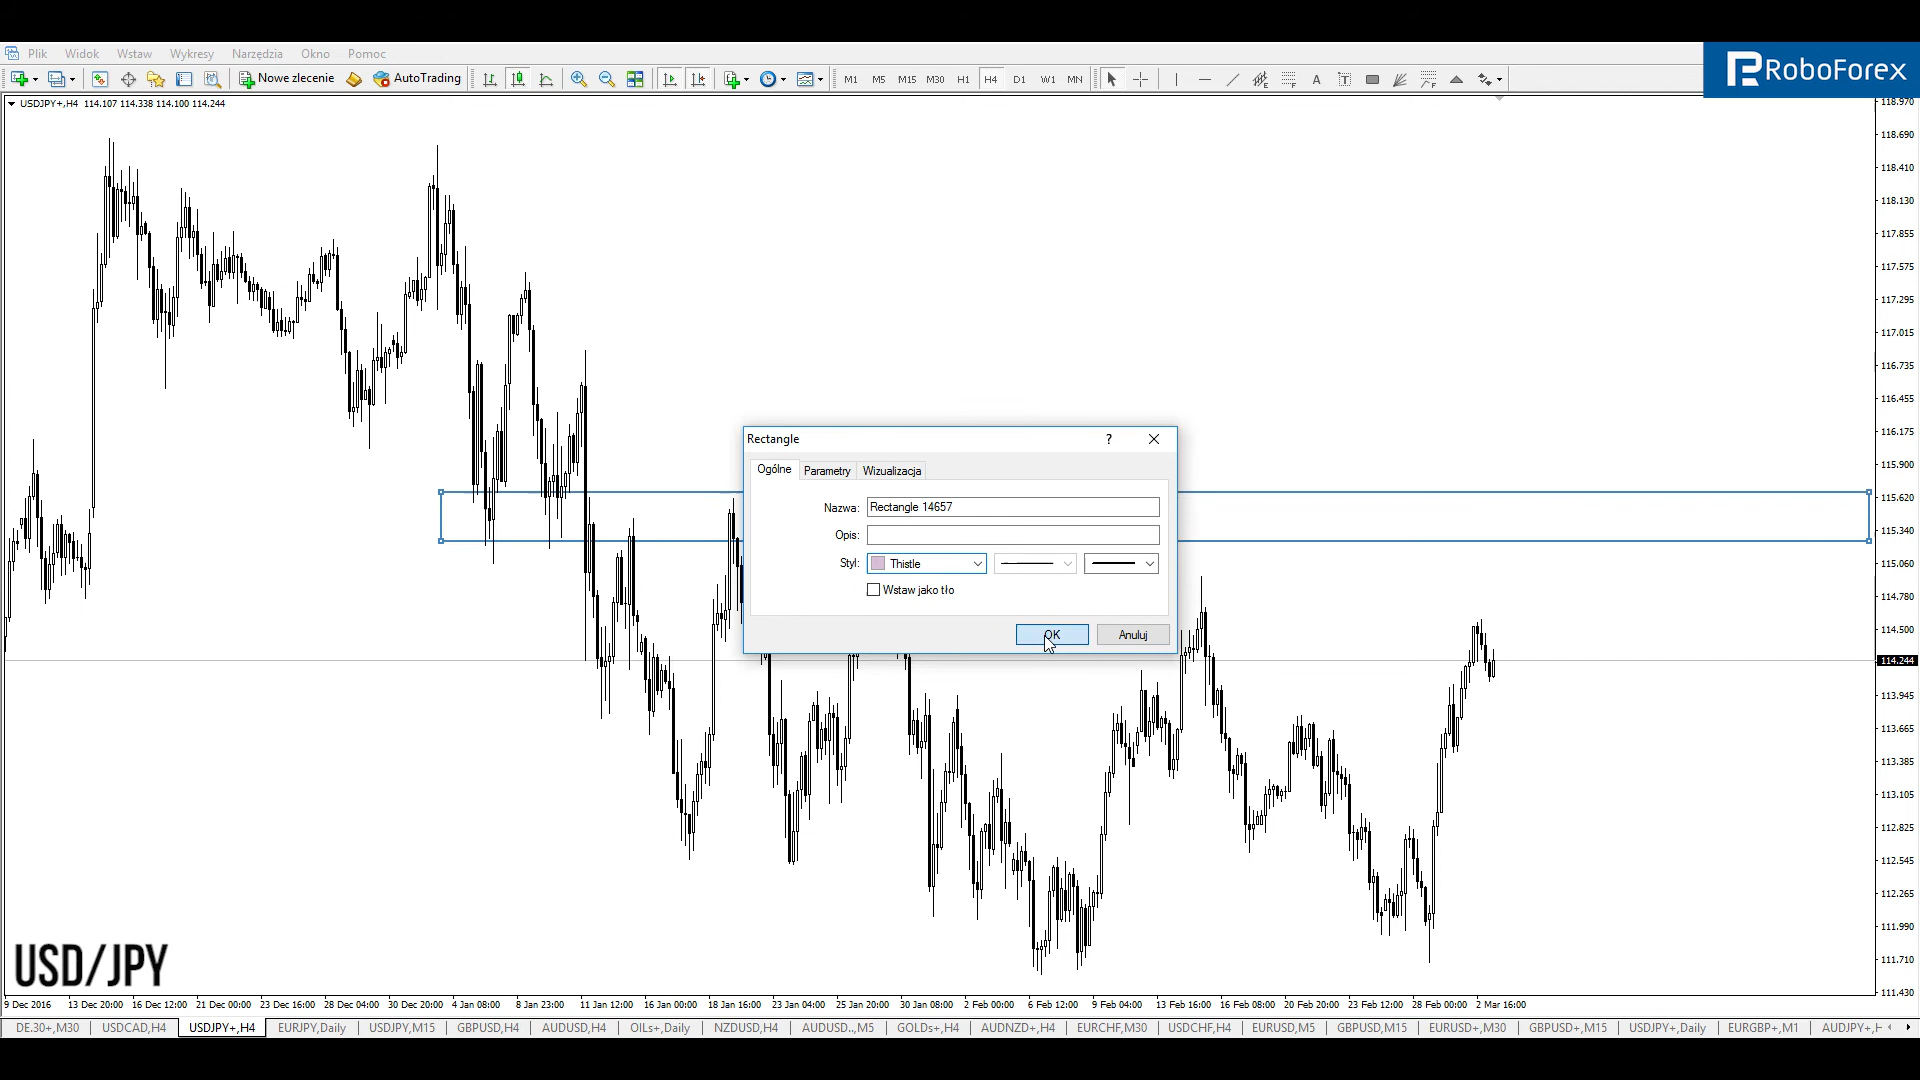 Plik Widok Wstaw Wykresy Narzędzia Okno Pomoc
RoboForex
Nowe zlecenie AutoTrading M1 M5 M15 M30 H1 H4 D1 W1 MN A T
USDJPY+,H4 114.107 114.338 114.100 114.244
118.970
118.690
118.410
118.130
117.855
117.575
117.295
117.015
116.735
116.455
116.175
115.900
115.620
115.340
115.060
114.780
114.500
114.244
113.945
113.665
113.385
113.105
112.825
112.545
112.265
111.990
111.710
111.430
Rectangle ?
Ogólne Parametry Wizualizacja
Nazwa: Rectangle 14657
Opis:
Styl: Thistle
Wstaw jako tło
OK Anuluj
USD/JPY
9 Dec 2016 13 Dec 20:00 16 Dec 12:00 21 Dec 00:00 23 Dec 16:00 28 Dec 04:00 30 Dec 20:00 4 Jan 08:00 8 Jan 23:00 11 Jan 12:00 16 Jan 00:00 18 Jan 16:00 23 Jan 04:00 25 Jan 20:00 30 Jan 08:00 2 Feb 00:00 6 Feb 12:00 9 Feb 04:00 13 Feb 16:00 16 Feb 08:00 20 Feb 20:00 23 Feb 12:00 28 Feb 00:00 2 Mar 16:00
DE.30+,M30 USDCAD,H4 USDJPY+,H4 EURJPY,Daily USDJPY,M15 GBPUSD,H4 AUDUSD,H4 OILs+,Daily NZDUSD,H4 AUDUSD..,M5 GOLDs+,H4 AUDNZD+,H4 EURCHF,M30 USDCHF,H4 EURUSD,M5 GBPUSD,M15 EURUSD+,M30 GBPUSD+,M15 USDJPY+,Daily EURGBP+,M1 AUDJPY+,H